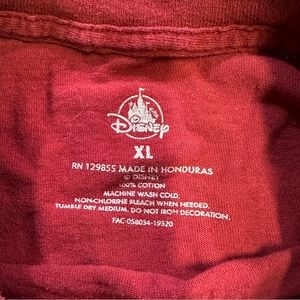 Disney
XL
RN 129855 MADE IN HONDURAS
© DISNEY
100% COTTON
MACHINE WASH COLD,
NON-CHLORINE BLEACH WHEN NEEDED,
TUMBLE DRY MEDIUM. DO NOT IRON DECORATION.
FAC-058034-19320